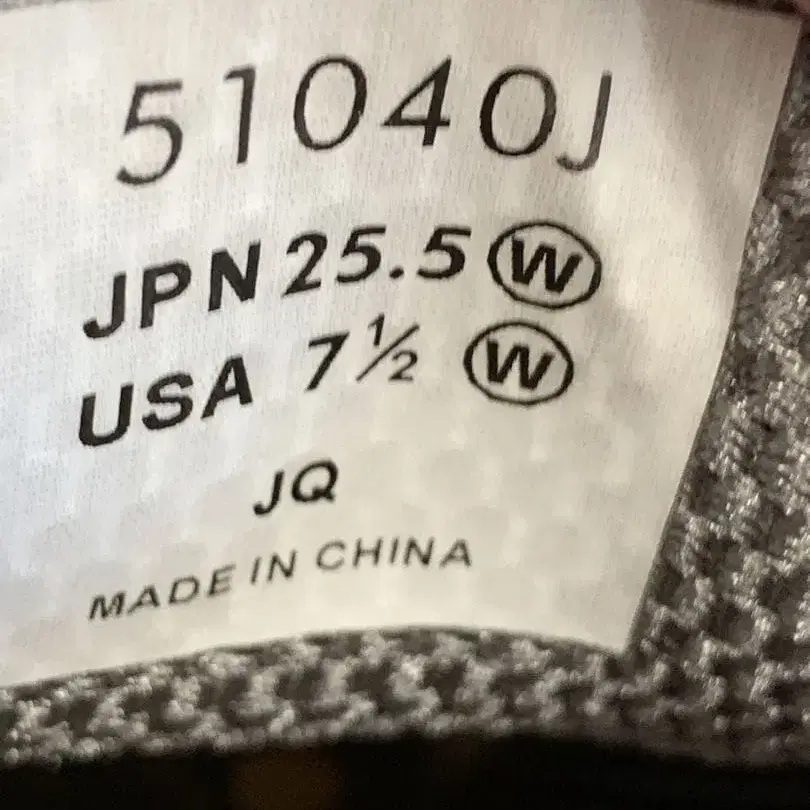 51040J
JPN 25.5 Ⓦ
USA 7½ Ⓦ
JQ
MADE IN CHINA